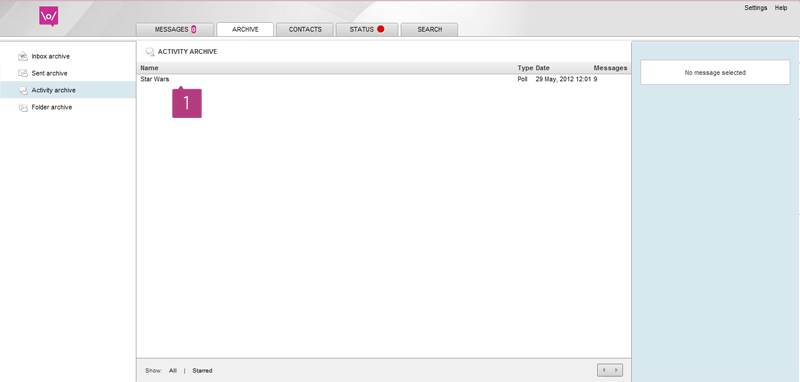 Settings Help
\o/
MESSAGES 0 ARCHIVE CONTACTS STATUS SEARCH
Inbox archive
Sent archive
Activity archive
Folder archive
ACTIVITY ARCHIVE
Name Type Date Messages
Star Wars Poll 29 May, 2012 12:01 9
1
Show: All | Starred
No message selected